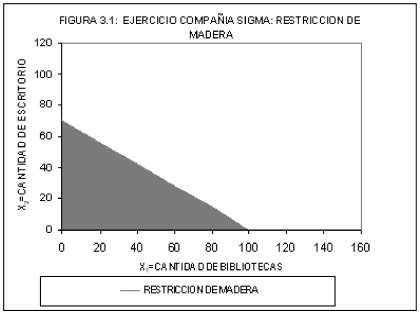 FIGURA 3.1: EJERCICIO COMPAÑIA SIGMA: RESTRICCION DE
MADERA
120
100
80
60
40
20
0
X₂=CANTIDAD DE ESCRITORIO
0 20 40 60 80 100 120 140 160
X₁=CANTIDAD DE BIBLIOTECAS
RESTRICCION DE MADERA